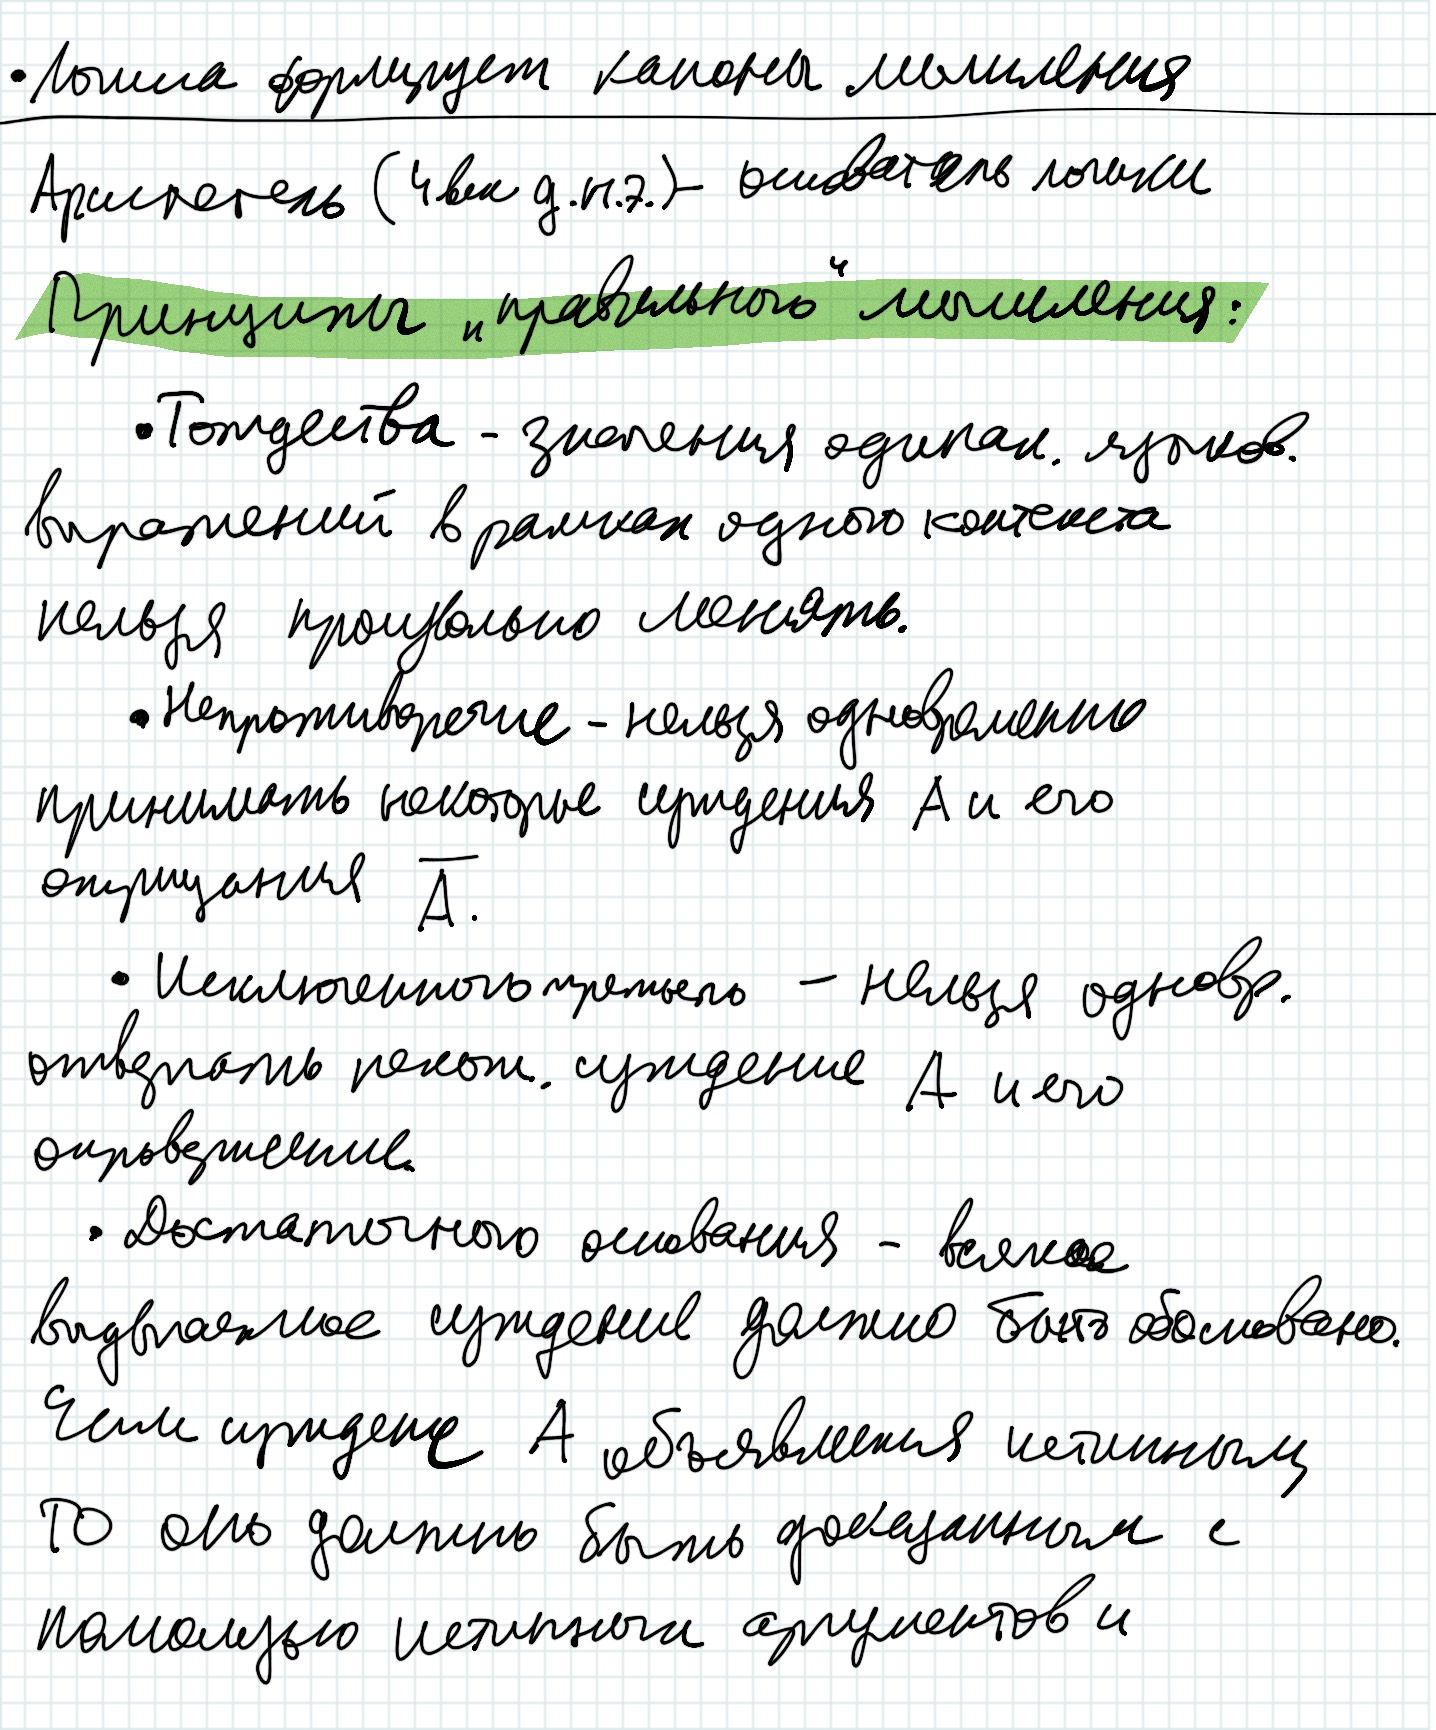 • Логика формирует каноны мышления
Аристотель (4 век д.н.э.) - основатель логики
Принципы „правильного“ мышления:
• Тождества - значения одинак. языков.
выражений в рамках одного контекста
нельзя произвольно менять.
• Непротиворечие - нельзя одновременно
принимать некоторые суждения А и его
отрицания A̅.
• Исключенного третьего - нельзя одновр.
отвергать некот. суждение А и его
опровержение.
• Достаточного основания - всякое
выдвигаемое суждение должно быть обосновано.
Если суждение А объявления истинным,
ТО оно должно быть доказанным с
помощью истинных аргументов и